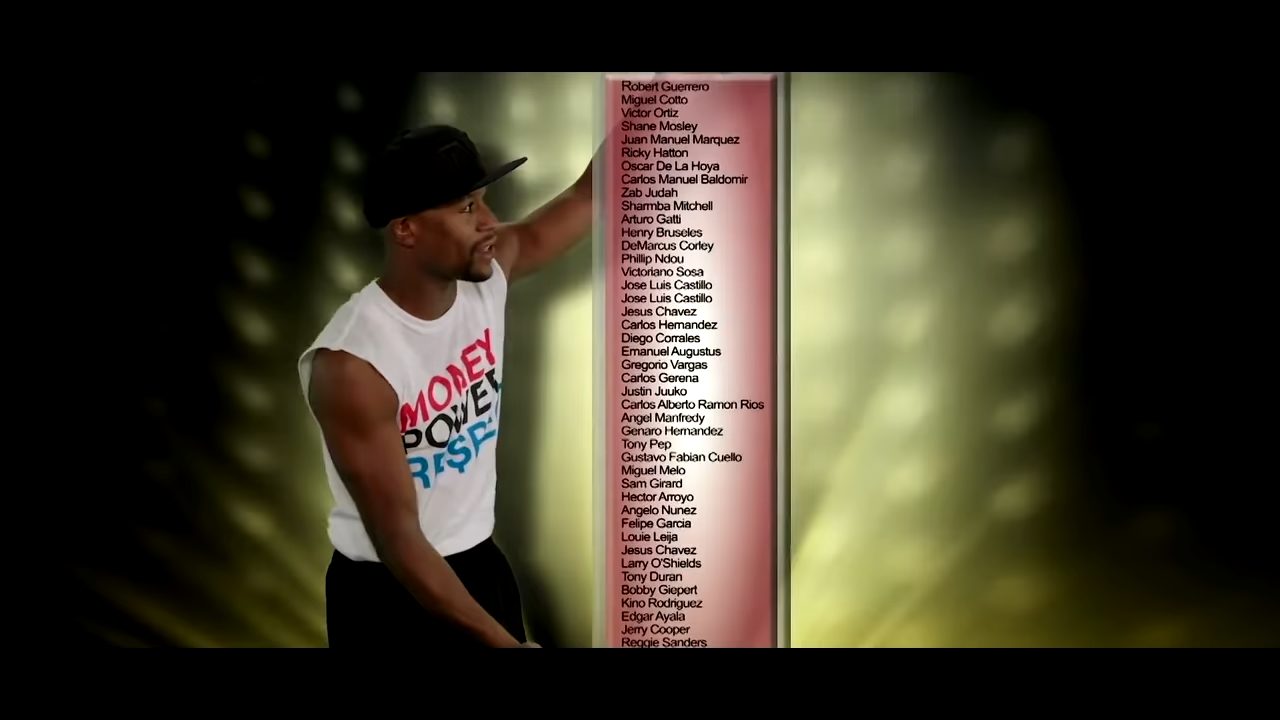 MONEY
POWER
RE$PE
Robert Guerrero
Miguel Cotto
Victor Ortiz
Shane Mosley
Juan Manuel Marquez
Ricky Hatton
Oscar De La Hoya
Carlos Manuel Baldomir
Zab Judah
Sharmba Mitchell
Arturo Gatti
Henry Bruseles
DeMarcus Corley
Phillip Ndou
Victoriano Sosa
Jose Luis Castillo
Jose Luis Castillo
Jesus Chavez
Carlos Hernandez
Diego Corrales
Emanuel Augustus
Gregorio Vargas
Carlos Gerena
Justin Juuko
Carlos Alberto Ramon Rios
Angel Manfredy
Genaro Hernandez
Tony Pep
Gustavo Fabian Cuello
Miguel Melo
Sam Girard
Hector Arroyo
Angelo Nunez
Felipe Garcia
Louie Leija
Jesus Chavez
Larry O'Shields
Tony Duran
Bobby Giepert
Kino Rodriguez
Edgar Ayala
Jerry Cooper
Reggie Sanders